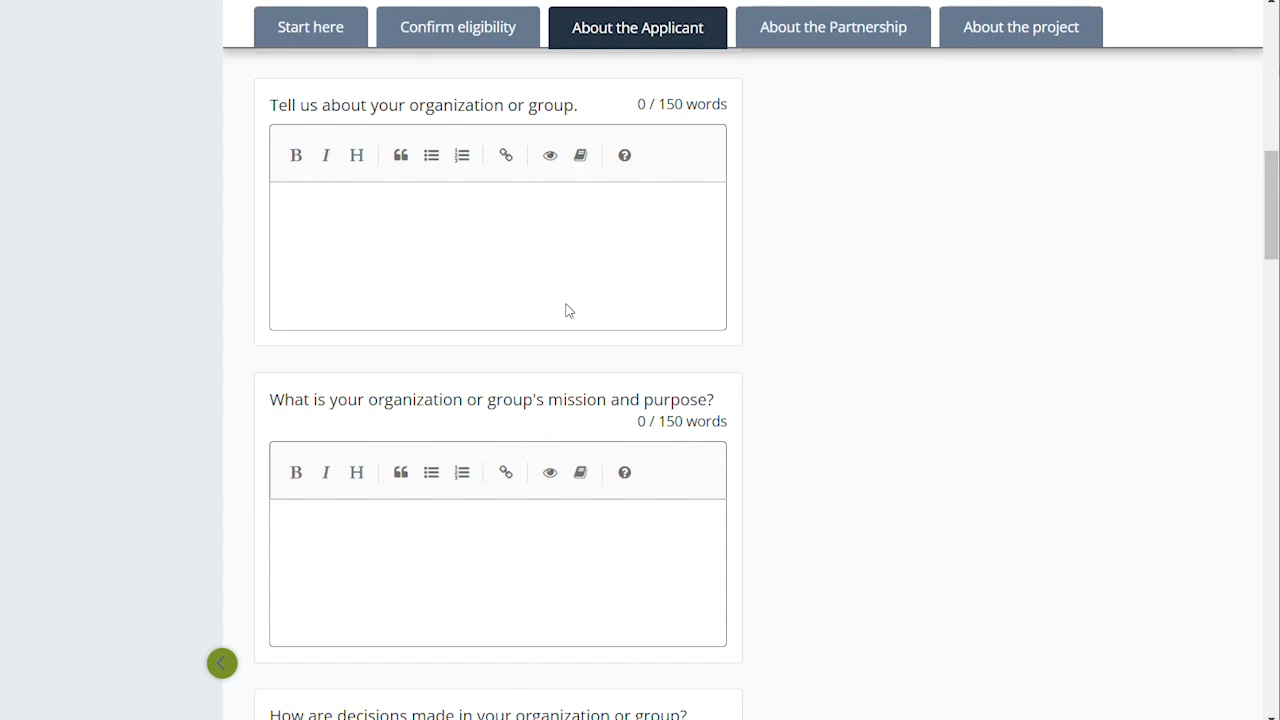 Start here
Confirm eligibility
About the Applicant
About the Partnership
About the project
Tell us about your organization or group.
0 / 150 words
B I H
What is your organization or group's mission and purpose?
0 / 150 words
B I H
How are decisions made in your organization or group?